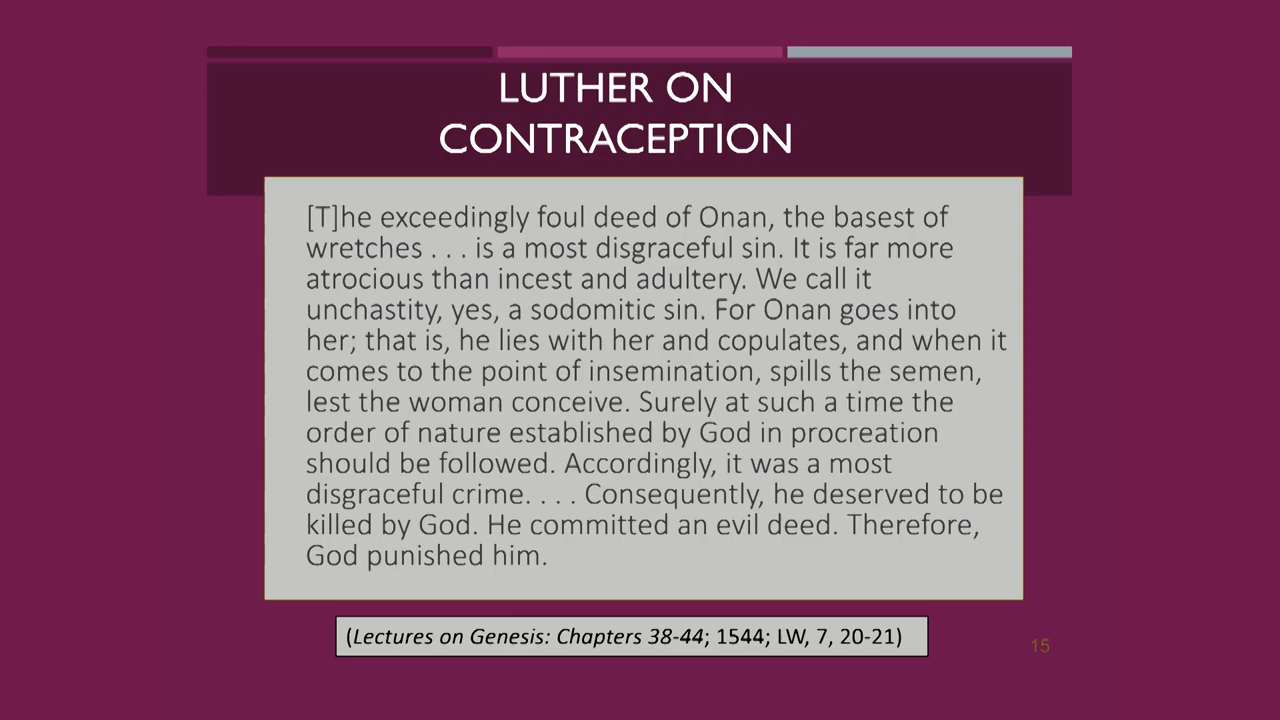 LUTHER ON
CONTRACEPTION
[T]he exceedingly foul deed of Onan, the basest of
wretches . . . is a most disgraceful sin. It is far more
atrocious than incest and adultery. We call it
unchastity, yes, a sodomitic sin. For Onan goes into
her; that is, he lies with her and copulates, and when it
comes to the point of insemination, spills the semen,
lest the woman conceive. Surely at such a time the
order of nature established by God in procreation
should be followed. Accordingly, it was a most
disgraceful crime. . . . Consequently, he deserved to be
killed by God. He committed an evil deed. Therefore,
God punished him.
(Lectures on Genesis: Chapters 38-44; 1544; LW, 7, 20-21)
15